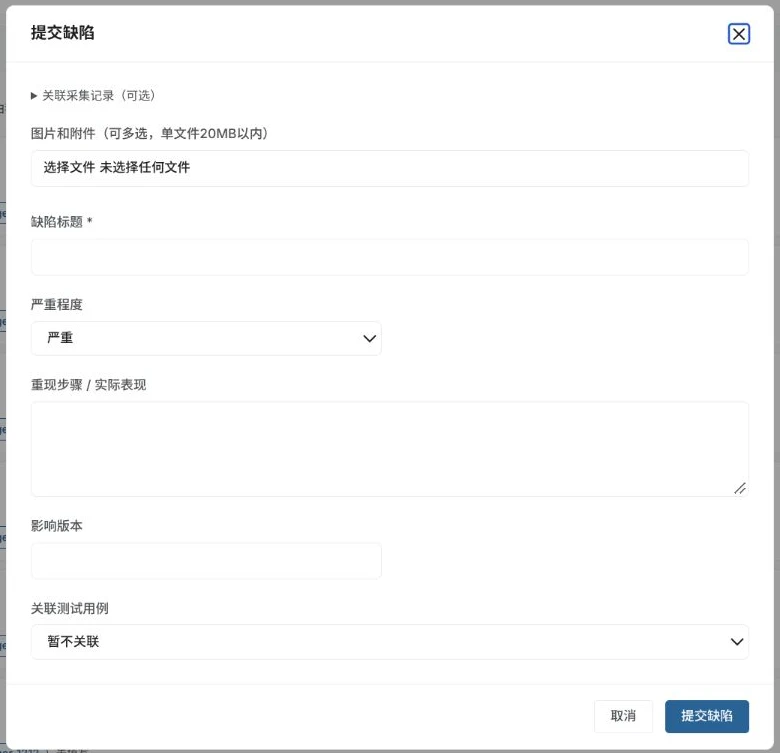 提交缺陷
▶ 关联采集记录（可选）
图片和附件（可多选，单文件20MB以内）
选择文件 未选择任何文件
缺陷标题 *
严重程度
严重
重现步骤 / 实际表现
影响版本
关联测试用例
暂不关联
取消 提交缺陷